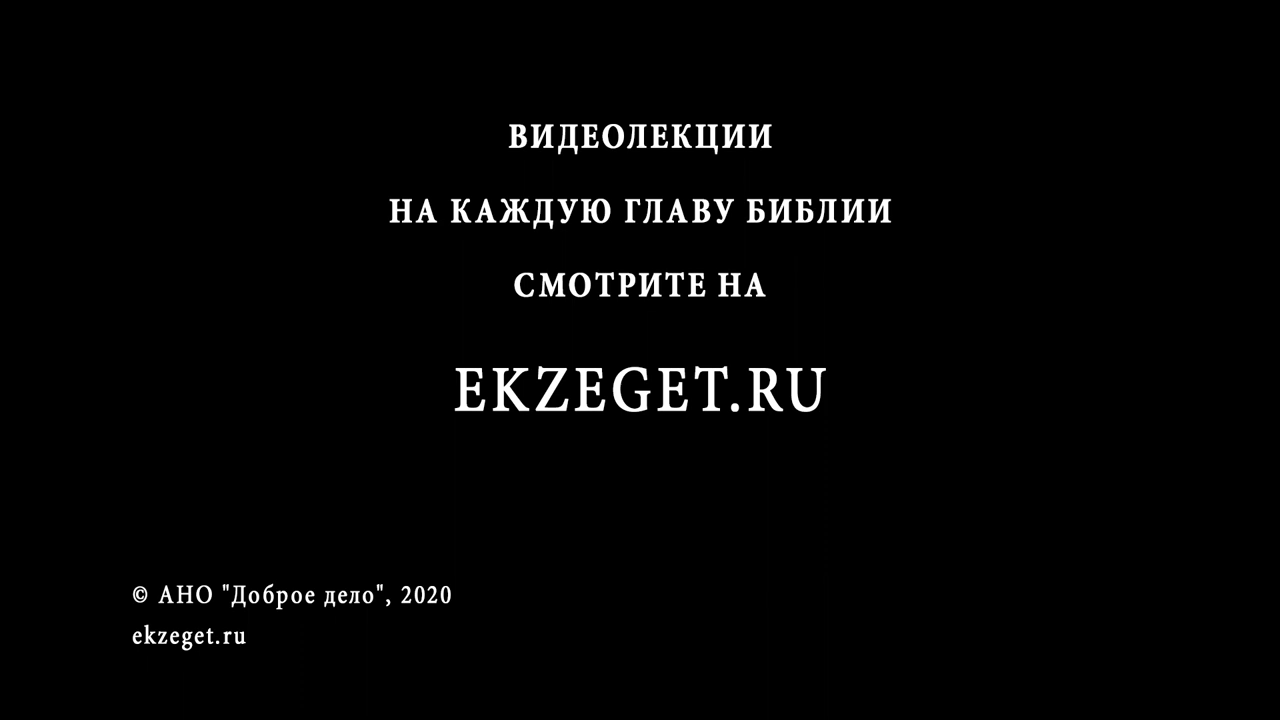 ВИДЕОЛЕКЦИИ
НА КАЖДУЮ ГЛАВУ БИБЛИИ
СМОТРИТЕ НА
EKZEGET.RU
© АНО "Доброе дело", 2020
ekzeget.ru